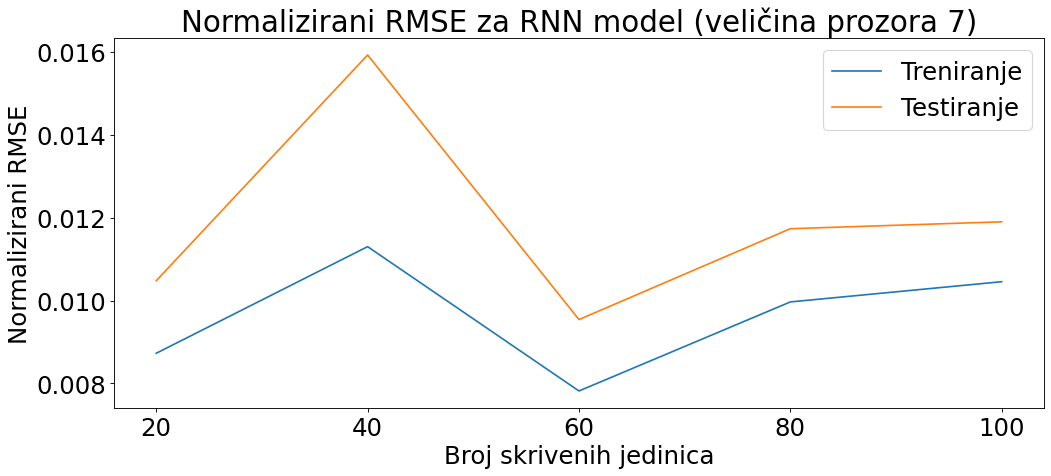 Normalizirani RMSE za RNN model (veličina prozora 7)
Normalizirani RMSE
0.016
0.014
0.012
0.010
0.008
Treniranje
Testiranje
20 40 60 80 100
Broj skrivenih jedinica